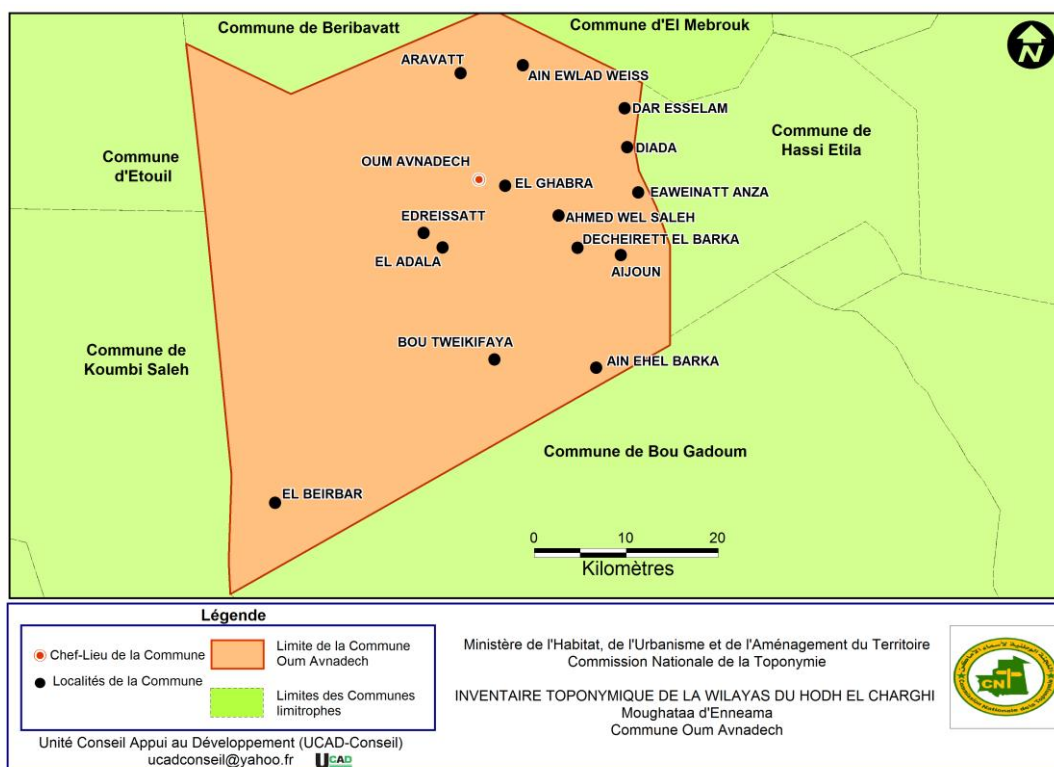 Commune de Beribavatt
Commune d'El Mebrouk
N
ARAVATT
AIN EWLAD WEISS
DAR ESSELAM
Commune de
Hassi Etila
DIADA
Commune
d'Etouil
OUM AVNADECH
EL GHABRA
EAWEINATT ANZA
EDREISSATT
AHMED WEL SALEH
DECHEIRETT EL BARKA
EL ADALA
AIJOUN
Commune de
Koumbi Saleh
BOU TWEIKIFAYA
AIN EHEL BARKA
Commune de Bou Gadoum
EL BEIRBAR
0 10 20
Kilomètres
Légende
Chef-Lieu de la Commune
Localités de la Commune
Limite de la Commune
Oum Avnadech
Limites des Communes
limitrophes
Unité Conseil Appui au Développement (UCAD-Conseil)
ucadconseil@yahoo.fr UCAD
Ministère de l'Habitat, de l'Urbanisme et de l'Aménagement du Territoire
Commission Nationale de la Toponymie
INVENTAIRE TOPONYMIQUE DE LA WILAYAS DU HODH EL CHARGHI
Moughataa d'Enneama
Commune Oum Avnadech
CNT
Commission Nationale de la Toponymie